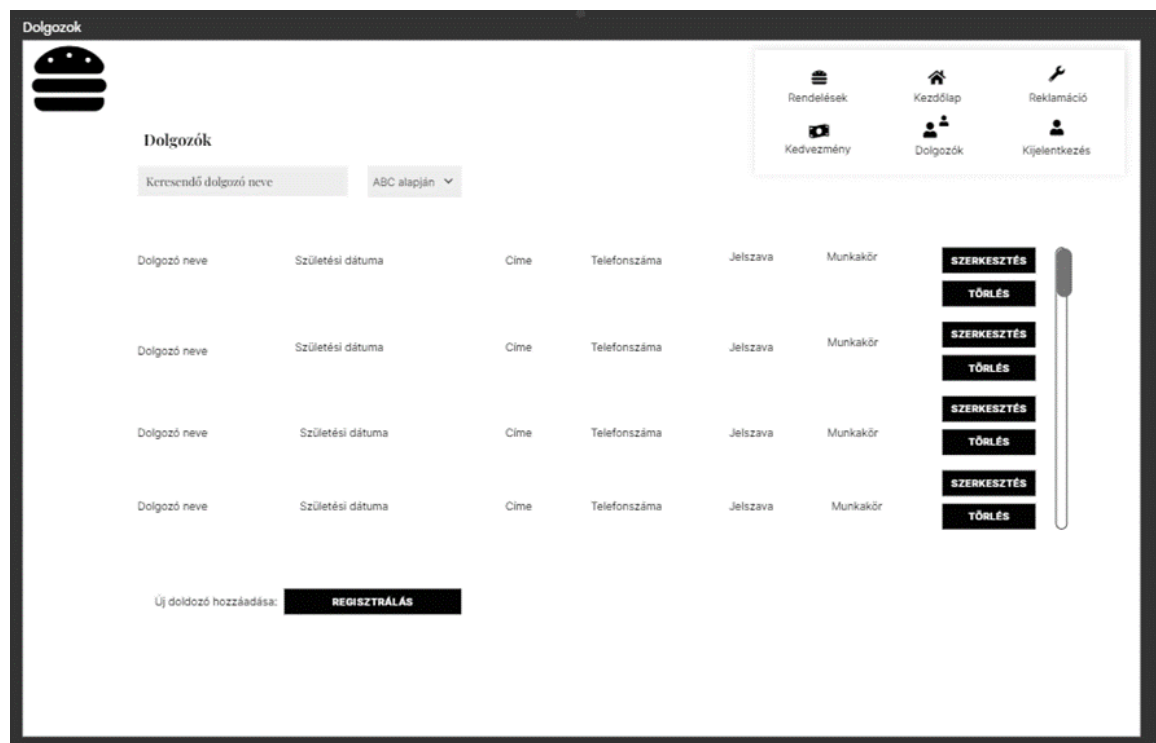 Dolgozok
Rendelések Kezdőlap Reklamáció
Kedvezmény Dolgozók Kijelentkezés
Dolgozók
Keresendő dolgozó neve ABC alapján
Dolgozó neve Születési dátuma Címe Telefonszáma Jelszava Munkakör SZERKESZTÉS
TÖRLÉS
Dolgozó neve Születési dátuma Címe Telefonszáma Jelszava Munkakör SZERKESZTÉS
TÖRLÉS
Dolgozó neve Születési dátuma Címe Telefonszáma Jelszava Munkakör SZERKESZTÉS
TÖRLÉS
Dolgozó neve Születési dátuma Címe Telefonszáma Jelszava Munkakör SZERKESZTÉS
TÖRLÉS
Új doldozó hozzáadása: REGISZTRÁLÁS